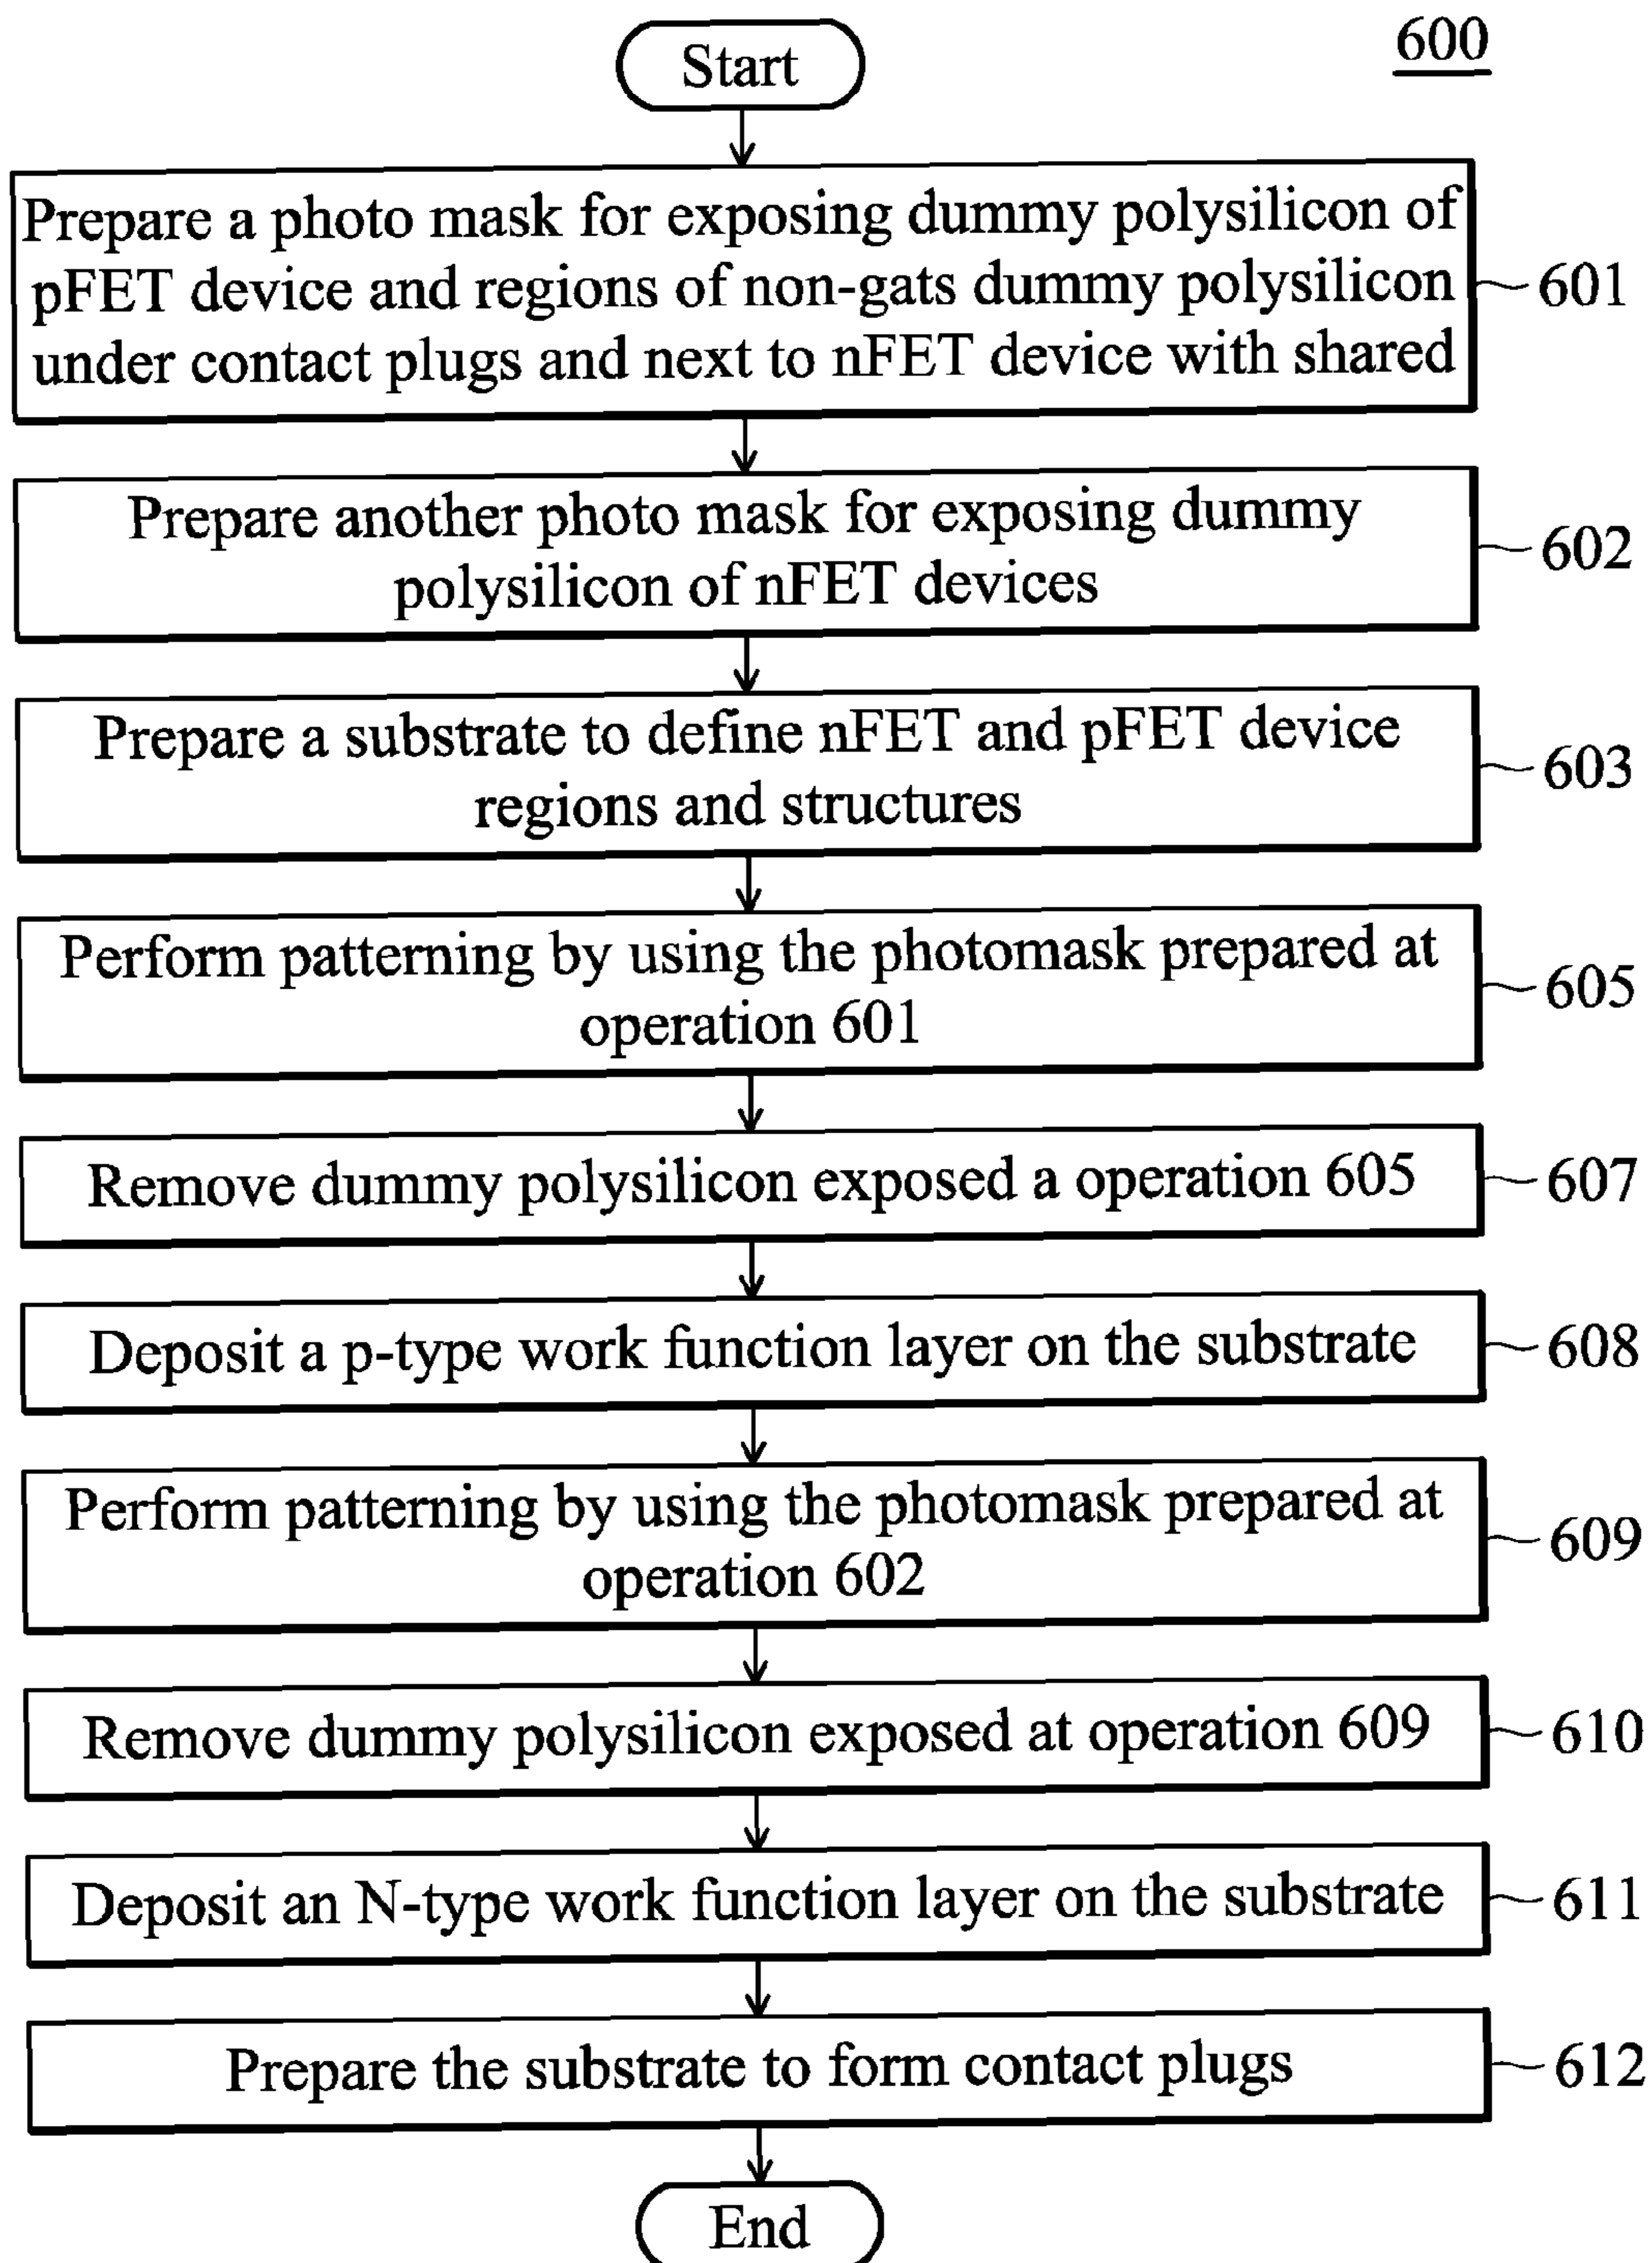 600
Start
Prepare a photo mask for exposing dummy polysilicon of
pFET device and regions of non-gats dummy polysilicon
under contact plugs and next to nFET device with shared
601
Prepare another photo mask for exposing dummy
polysilicon of nFET devices
602
Prepare a substrate to define nFET and pFET device
regions and structures
603
Perform patterning by using the photomask prepared at
operation 601
605
Remove dummy polysilicon exposed a operation 605
607
Deposit a p-type work function layer on the substrate
608
Perform patterning by using the photomask prepared at
operation 602
609
Remove dummy polysilicon exposed at operation 609
610
Deposit an N-type work function layer on the substrate
611
Prepare the substrate to form contact plugs
612
End